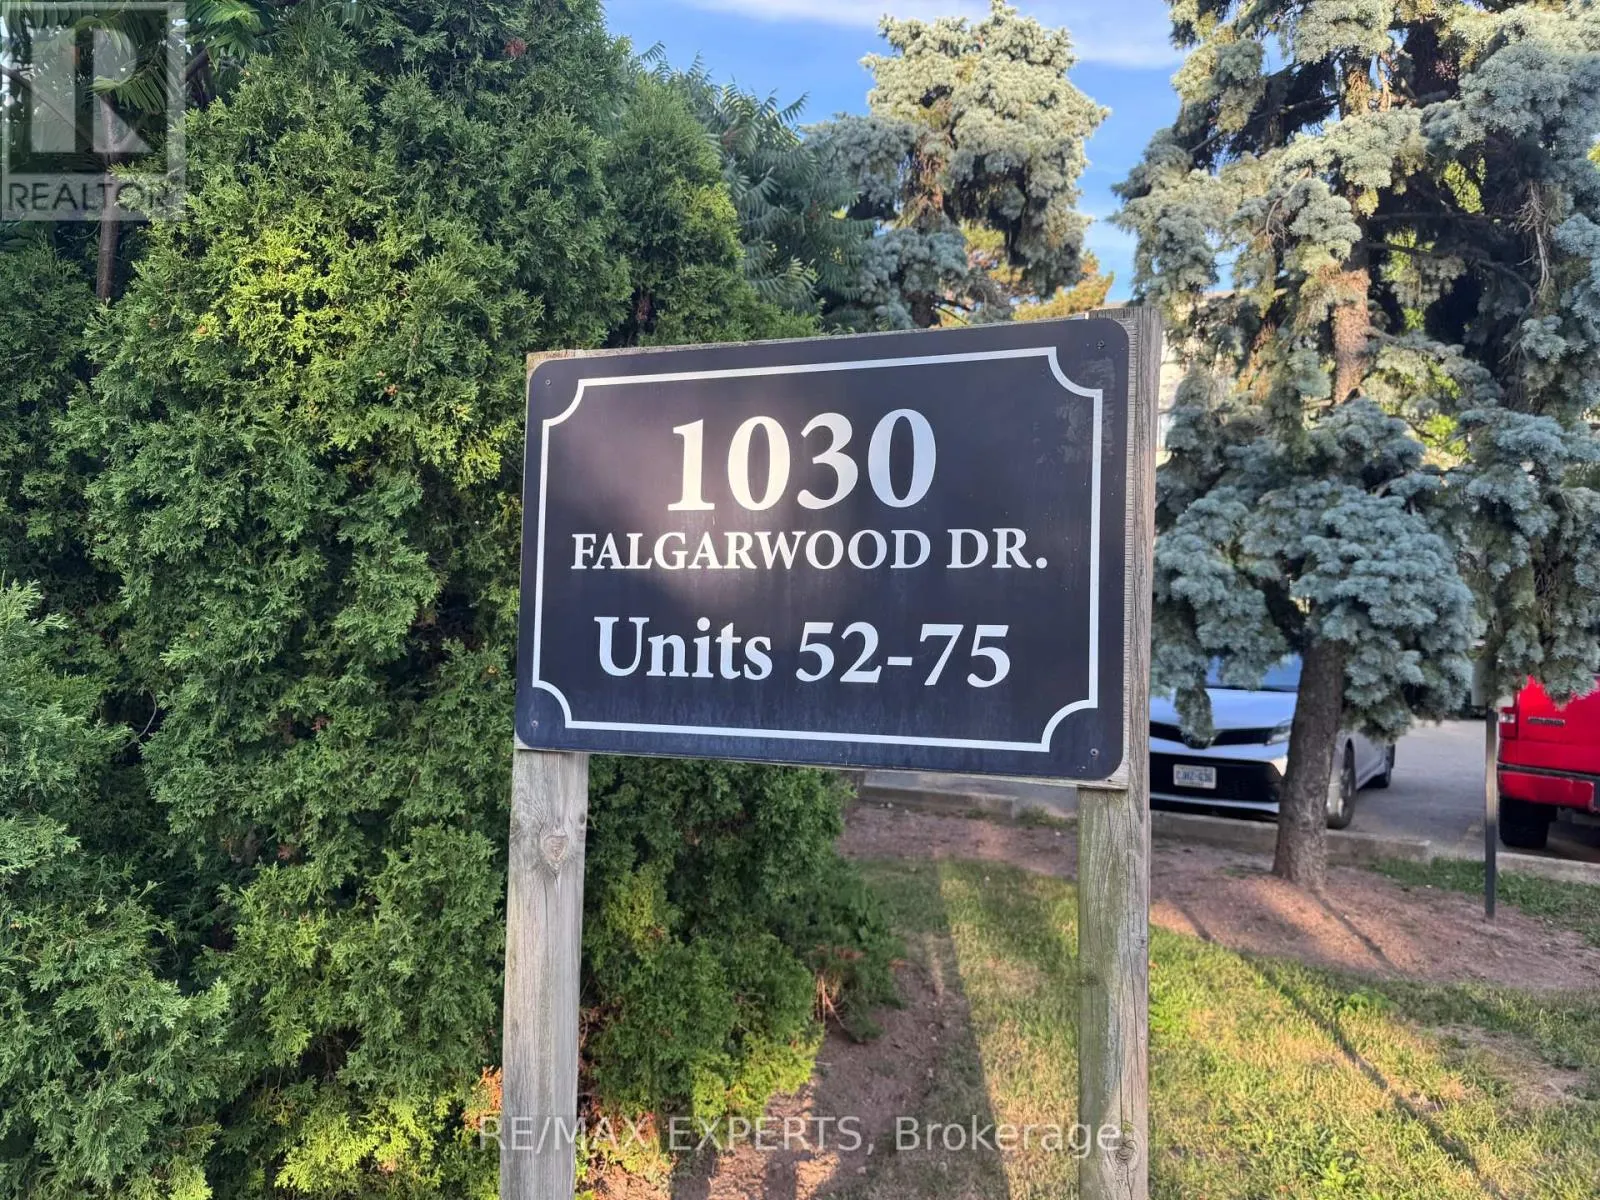 REALTOR®
1030
FALGARWOOD DR.
Units 52-75
RE/MAX EXPERTS, Brokerage